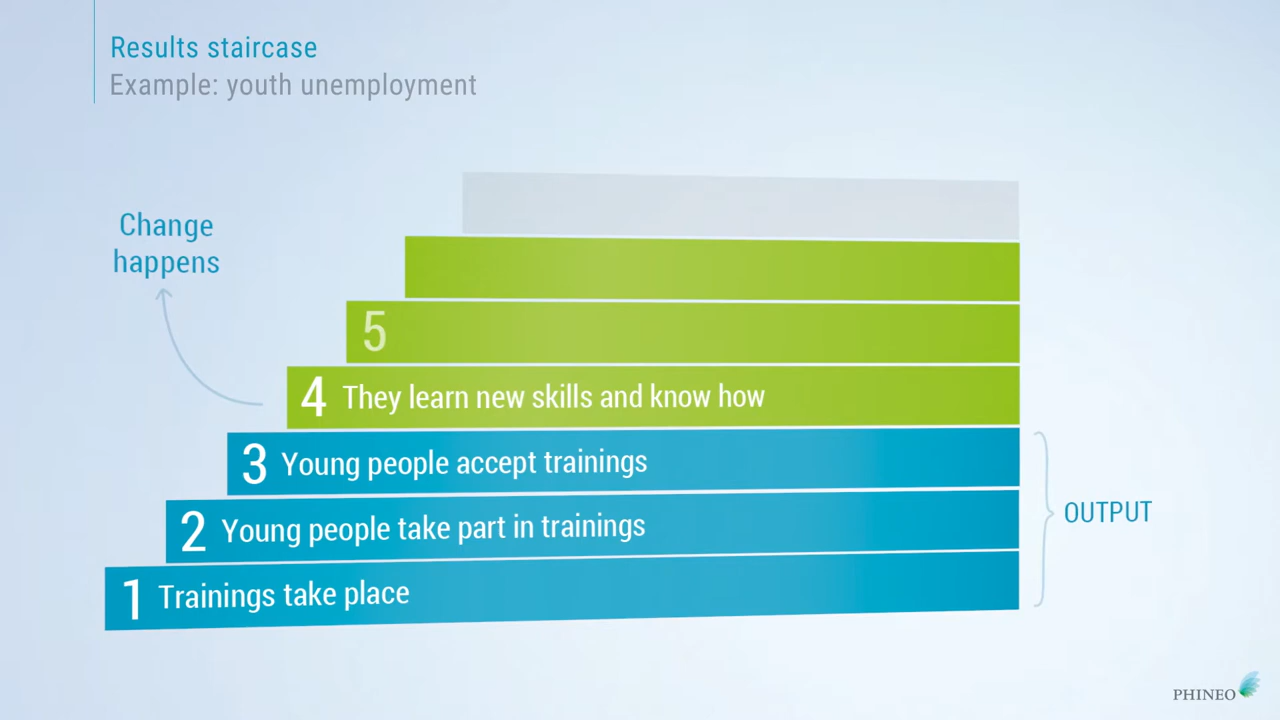 Results staircase
Example: youth unemployment
Change
happens
5
4 They learn new skills and know how
3 Young people accept trainings
2 Young people take part in trainings
1 Trainings take place
OUTPUT
PHINEO